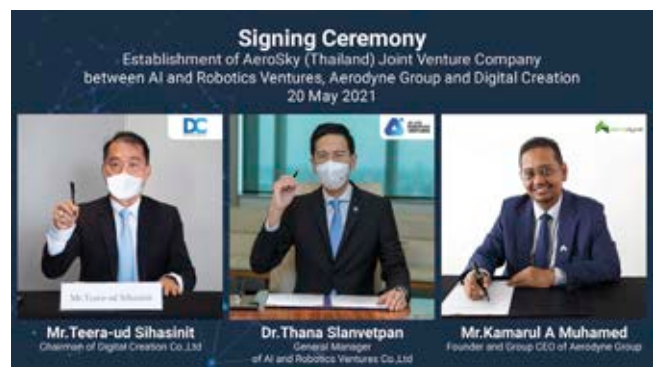 Signing Ceremony
Establishment of AeroSky (Thailand) Joint Venture Company
between AI and Robotics Ventures, Aerodyne Group and Digital Creation
20 May 2021
DC
Mr.Teera-ud Sihasinit
Mr.Teera-ud Sihasinit
Chairman of Digital Creation Co.,Ltd
Dr.Thana Slanvetpan
General Manager
of AI and Robotics Ventures Co.,Ltd
Mr.Kamarul A Muhamed
Founder and Group CEO of Aerodyne Group